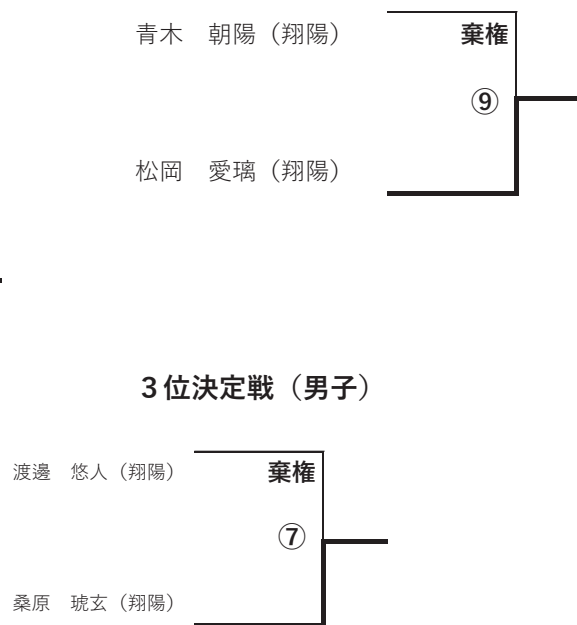 青木　朝陽（翔陽）
棄権
⑨
松岡　愛璃（翔陽）
３位決定戦（男子）
渡邊　悠人（翔陽）
棄権
⑦
桑原　琥玄（翔陽）